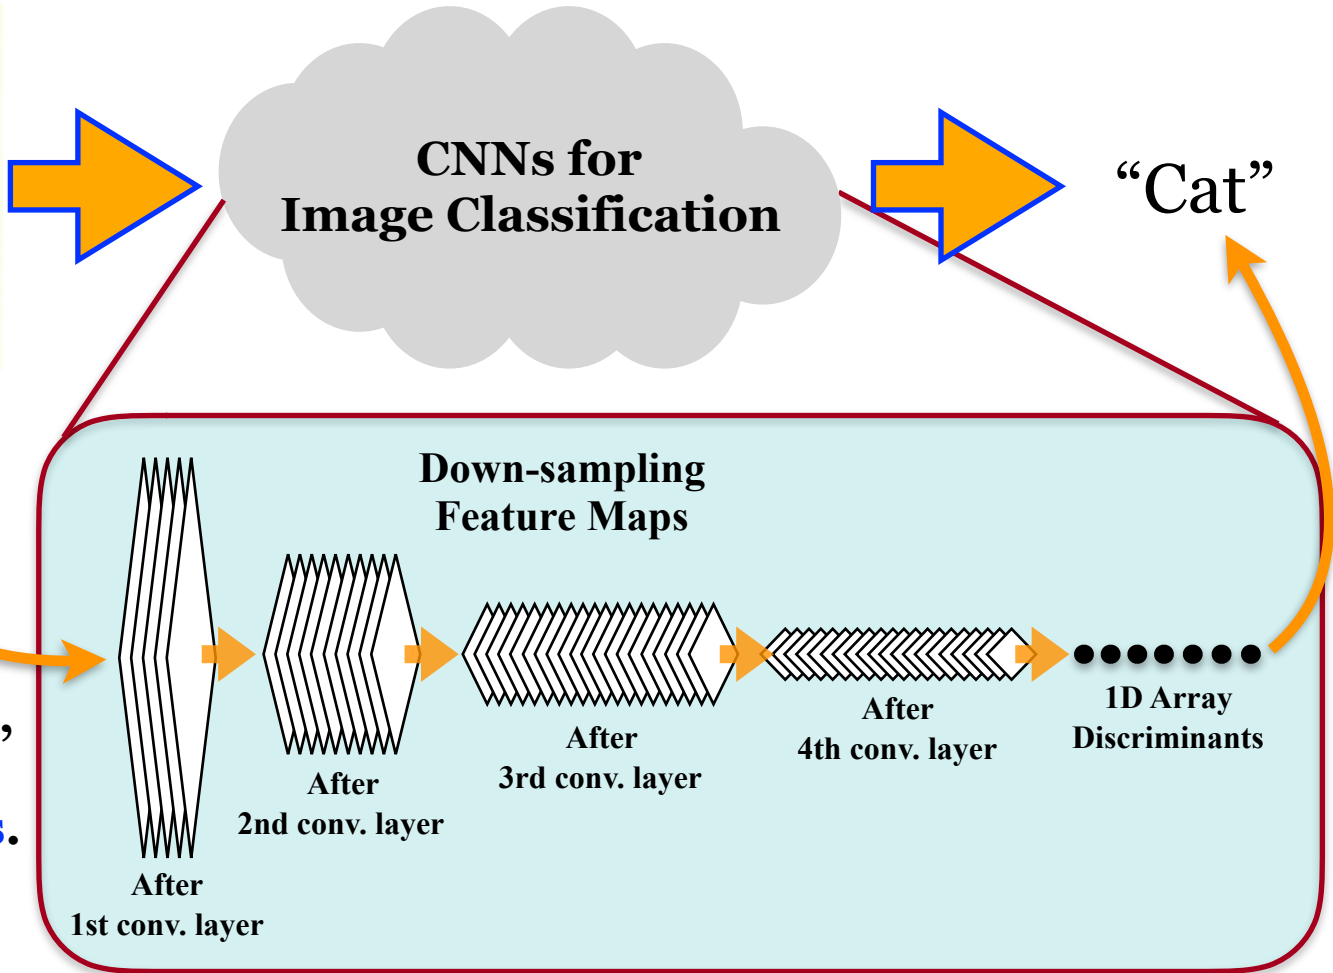 CNNs for
Image Classification
“Cat”
Down-sampling
Feature Maps
After
1st conv. layer
After
2nd conv. layer
After
3rd conv. layer
After
4th conv. layer
1D Array
Discriminants
,
s.